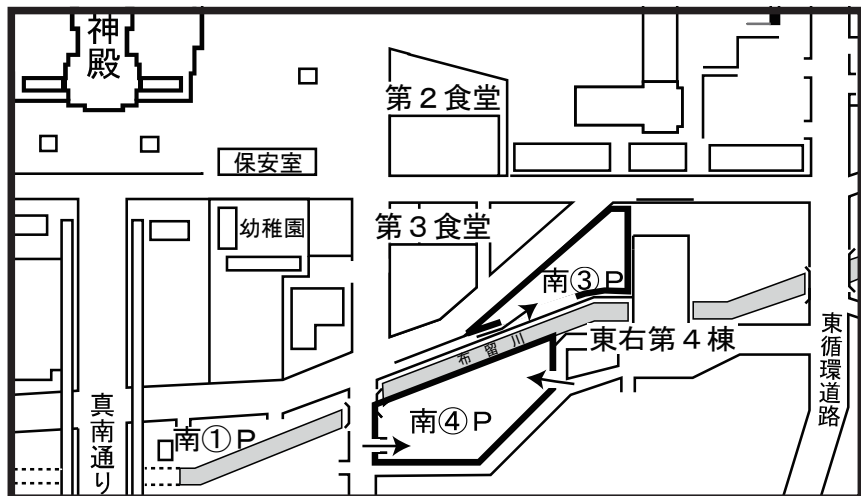 神殿
第２食堂
保安室
幼稚園
第３食堂
南③Ｐ
東右第４棟
布留川
東循環道路
真南通り
南①Ｐ
南④Ｐ